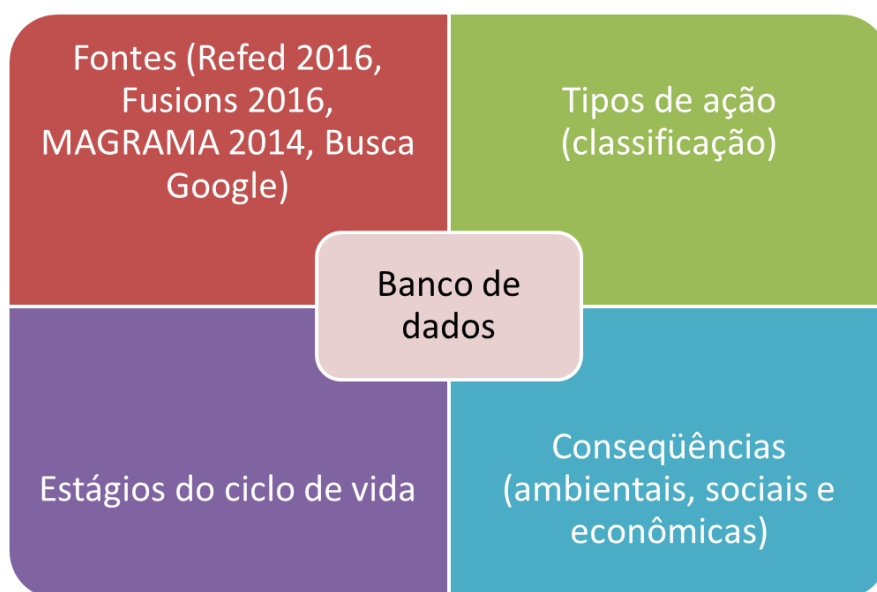 Fontes (Refed 2016,
Fusions 2016,
MAGRAMA 2014, Busca
Google)
Tipos de ação
(classificação)
Banco de
dados
Estágios do ciclo de vida
Conseqüências
(ambientais, sociais e
econômicas)